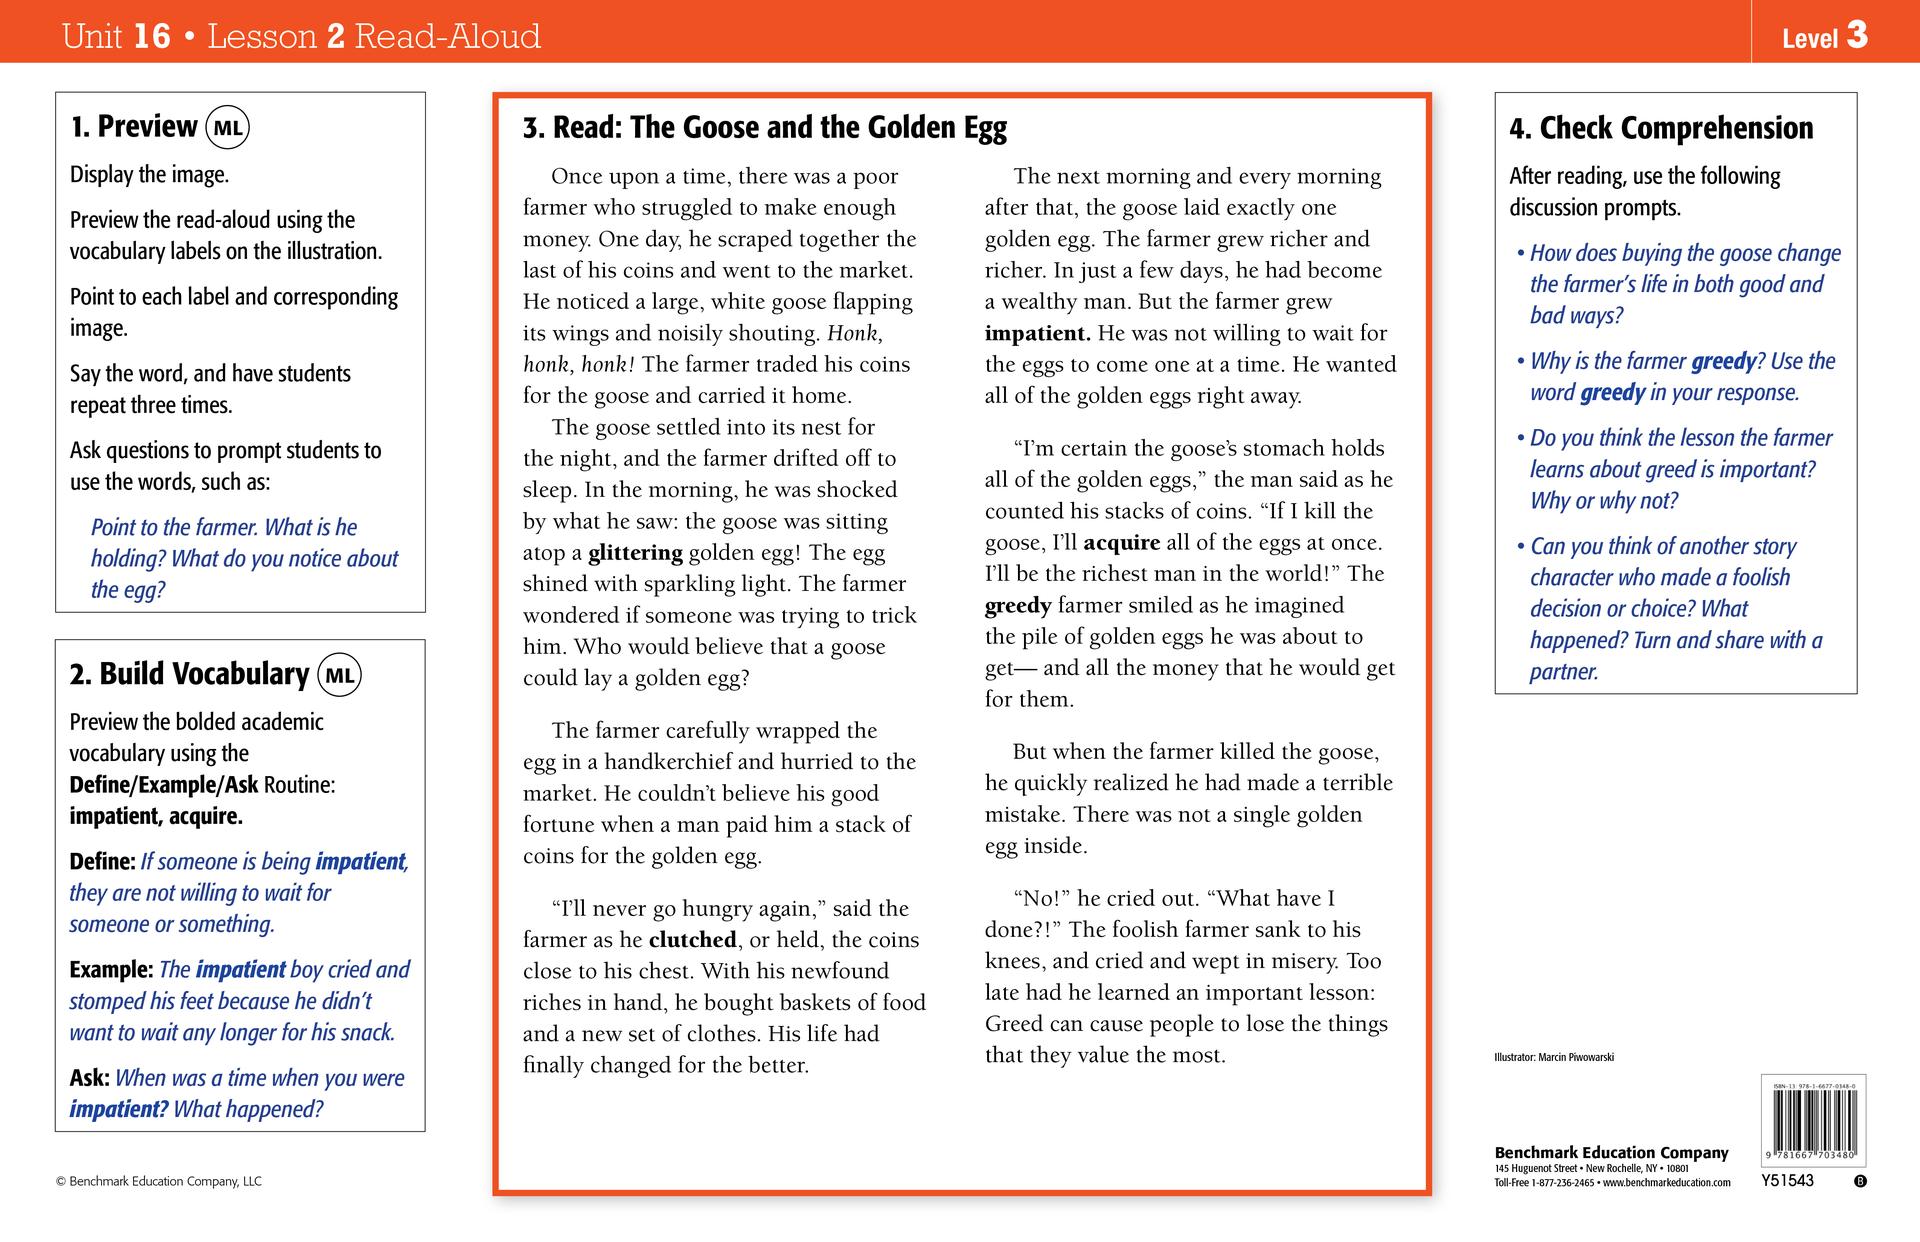 Unit 16 • Lesson 2 Read-Aloud
Level 3
1. Preview ML
Display the image.
Preview the read-aloud using the
vocabulary labels on the illustration.
Point to each label and corresponding
image.
Say the word, and have students
repeat three times.
Ask questions to prompt students to
use the words, such as:
Point to the farmer. What is he
holding? What do you notice about
the egg?
2. Build Vocabulary ML
Preview the bolded academic
vocabulary using the
Define/Example/Ask Routine:
impatient, acquire.
Define: If someone is being impatient,
they are not willing to wait for
someone or something.
Example: The impatient boy cried and
stomped his feet because he didn’t
want to wait any longer for his snack.
Ask: When was a time when you were
impatient? What happened?
© Benchmark Education Company, LLC
3. Read: The Goose and the Golden Egg
Once upon a time, there was a poor
farmer who struggled to make enough
money. One day, he scraped together the
last of his coins and went to the market.
He noticed a large, white goose flapping
its wings and noisily shouting. Honk,
honk, honk! The farmer traded his coins
for the goose and carried it home.
The goose settled into its nest for
the night, and the farmer drifted off to
sleep. In the morning, he was shocked
by what he saw: the goose was sitting
atop a glittering golden egg! The egg
shined with sparkling light. The farmer
wondered if someone was trying to trick
him. Who would believe that a goose
could lay a golden egg?
The farmer carefully wrapped the
egg in a handkerchief and hurried to the
market. He couldn’t believe his good
fortune when a man paid him a stack of
coins for the golden egg.
“I’ll never go hungry again,” said the
farmer as he clutched, or held, the coins
close to his chest. With his newfound
riches in hand, he bought baskets of food
and a new set of clothes. His life had
finally changed for the better.
The next morning and every morning
after that, the goose laid exactly one
golden egg. The farmer grew richer and
richer. In just a few days, he had become
a wealthy man. But the farmer grew
impatient. He was not willing to wait for
the eggs to come one at a time. He wanted
all of the golden eggs right away.
“I’m certain the goose’s stomach holds
all of the golden eggs,” the man said as he
counted his stacks of coins. “If I kill the
goose, I’ll acquire all of the eggs at once.
I’ll be the richest man in the world!” The
greedy farmer smiled as he imagined
the pile of golden eggs he was about to
get— and all the money that he would get
for them.
But when the farmer killed the goose,
he quickly realized he had made a terrible
mistake. There was not a single golden
egg inside.
“No!” he cried out. “What have I
done?!” The foolish farmer sank to his
knees, and cried and wept in misery. Too
late had he learned an important lesson:
Greed can cause people to lose the things
that they value the most.
4. Check Comprehension
After reading, use the following
discussion prompts.
• How does buying the goose change
the farmer’s life in both good and
bad ways?
• Why is the farmer greedy? Use the
word greedy in your response.
• Do you think the lesson the farmer
learns about greed is important?
Why or why not?
• Can you think of another story
character who made a foolish
decision or choice? What
happened? Turn and share with a
partner.
Illustrator: Marcin Piwowarski
Benchmark Education Company
145 Huguenot Street • New Rochelle, NY • 10801
Toll-Free 1-877-236-2465 • www.benchmarkeducation.com
ISBN-13 978-1-6677-0348-0
9 781667 703480
Y51543 B